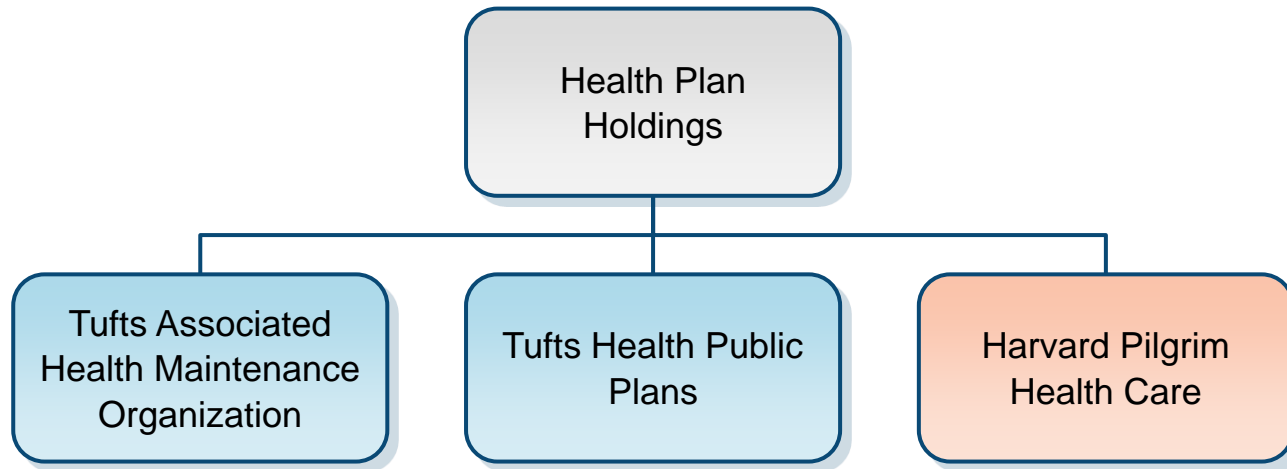 Health Plan
Holdings
Tufts Associated
Health Maintenance
Organization
Tufts Health Public
Plans
Harvard Pilgrim
Health Care